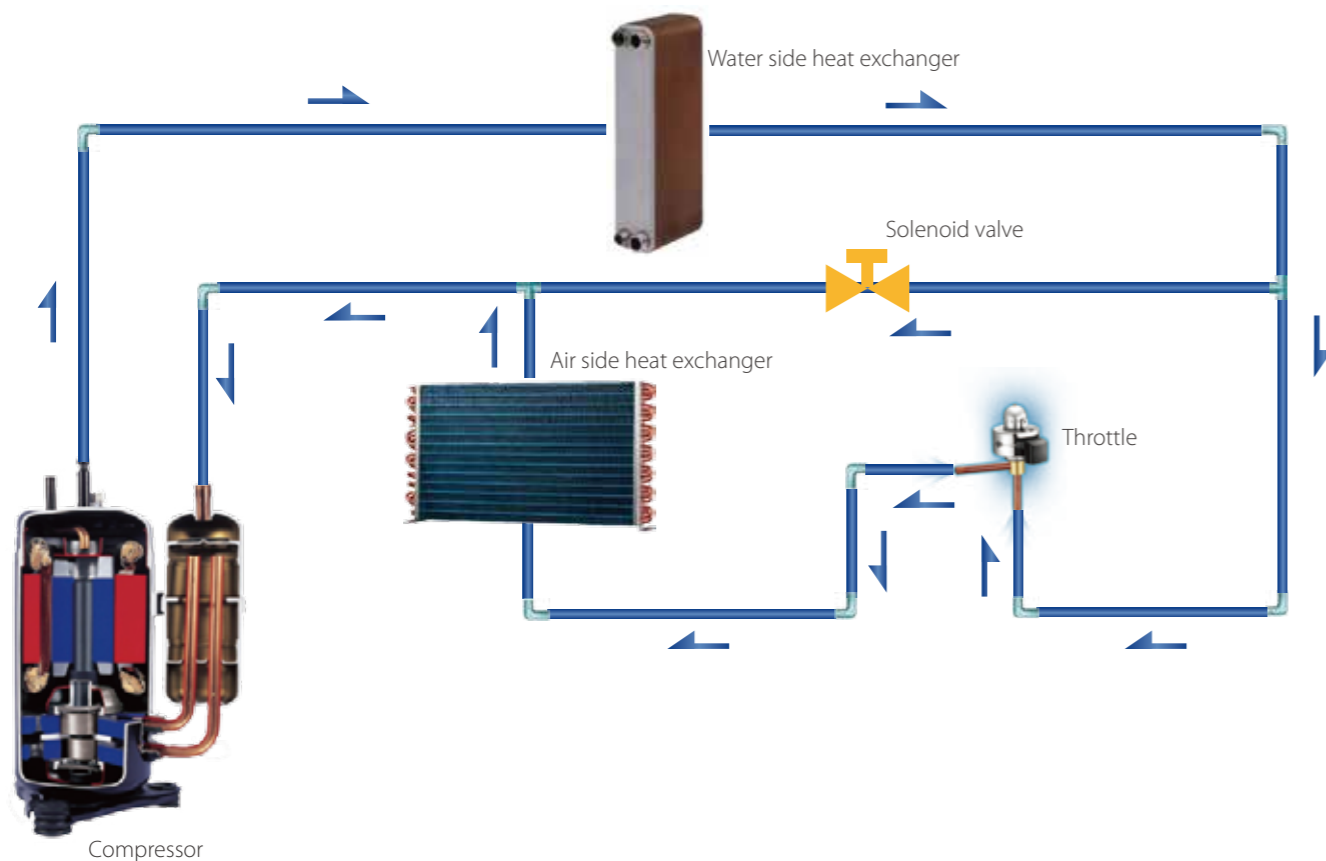 Water side heat exchanger
Solenoid valve
Air side heat exchanger
Throttle
Compressor